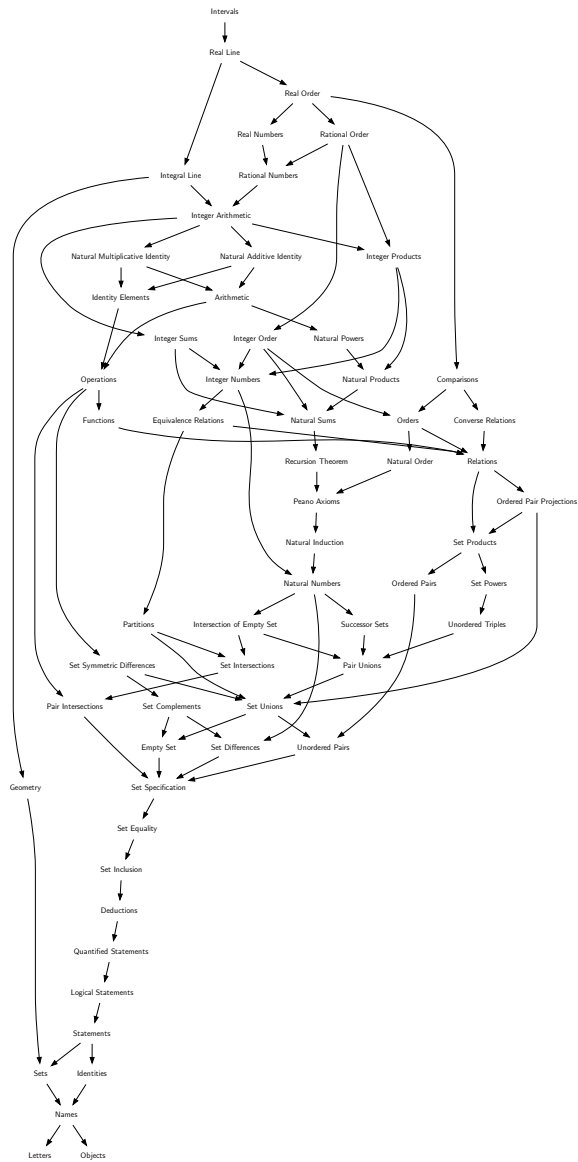 Intervals
Real Line
Real Order
Real Numbers Rational Order
Integral Line Rational Numbers
Integer Arithmetic
Natural Multiplicative Identity Natural Additive Identity Integer Products
Identity Elements Arithmetic
Integer Sums Integer Order Natural Powers
Operations Integer Numbers Natural Products Comparisons
Functions Equivalence Relations Natural Sums Orders Converse Relations
Recursion Theorem Natural Order Relations
Peano Axioms Ordered Pair Projections
Natural Induction Set Products
Natural Numbers Ordered Pairs Set Powers
Partitions Intersection of Empty Set Successor Sets Unordered Triples
Set Symmetric Differences Set Intersections Pair Unions
Pair Intersections Set Complements Set Unions
Empty Set Set Differences Unordered Pairs
Geometry Set Specification
Set Equality
Set Inclusion
Deductions
Quantified Statements
Logical Statements
Statements
Sets Identities
Names
Letters Objects